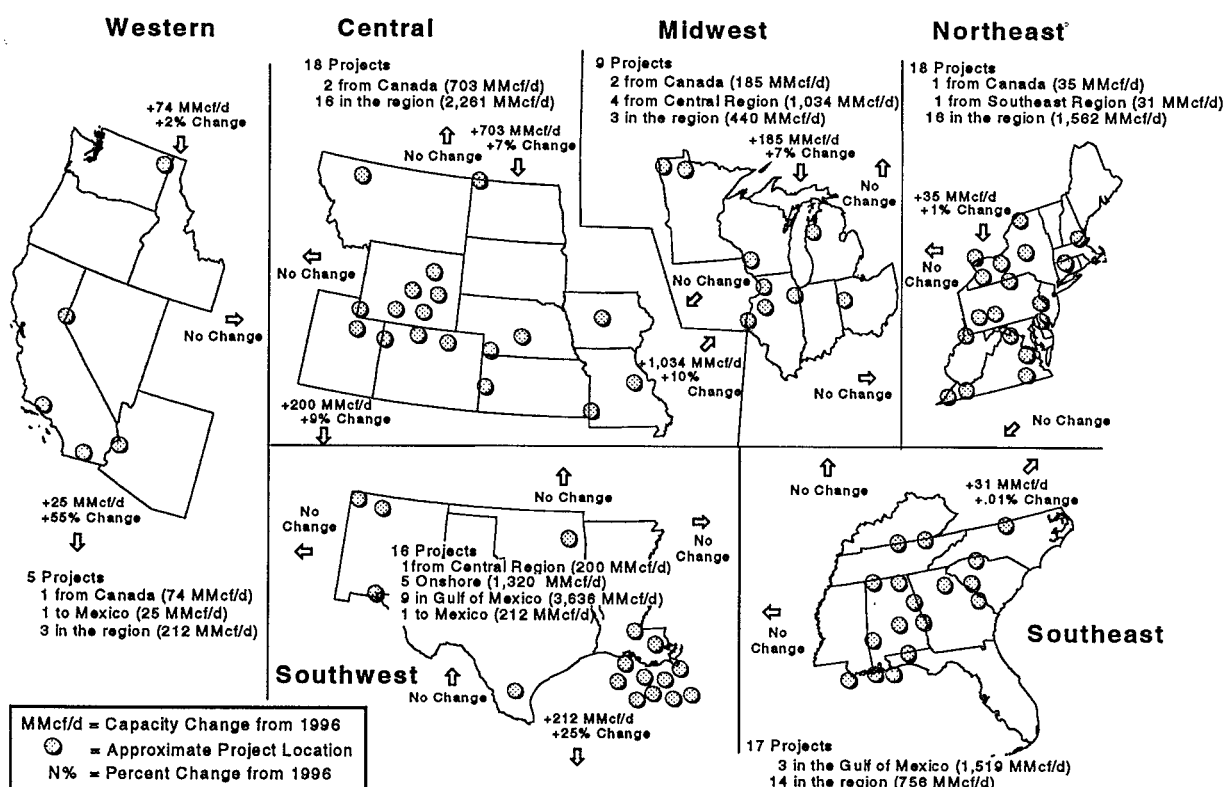 Western
Central
Midwest
Northeast
18 Projects
2 from Canada (703 MMcf/d)
16 in the region (2,261 MMcf/d)
9 Projects
2 from Canada (185 MMcf/d)
4 from Central Region (1,034 MMcf/d)
3 in the region (440 MMcf/d)
18 Projects
1 from Canada (35 MMcf/d)
1 from Southeast Region (31 MMcf/d)
16 in the region (1,562 MMcf/d)
+74 MMcf/d
+2% Change
No Change
+703 MMcf/d
+7% Change
+185 MMcf/d
+7% Change
No
Change
+35 MMcf/d
+1% Change
No Change
No Change
No
Change
No Change
+1,034 MMcf/d
+10%
Change
No Change
No Change
+200 MMcf/d
+9% Change
+25 MMcf/d
+55% Change
5 Projects
1 from Canada (74 MMcf/d)
1 to Mexico (25 MMcf/d)
3 in the region (212 MMcf/d)
No Change
No
Change
No
Change
16 Projects
1from Central Region (200 MMcf/d)
5 Onshore (1,320 MMcf/d)
9 in Gulf of Mexico (3,636 MMcf/d)
1 to Mexico (212 MMcf/d)
Southwest
No Change
+212 MMcf/d
+25% Change
No Change
+31 MMcf/d
+.01% Change
No
Change
Southeast
17 Projects
3 in the Gulf of Mexico (1,519 MMcf/d)
14 in the region (756 MMcf/d)
MMcf/d = Capacity Change from 1996
= Approximate Project Location
N% = Percent Change from 1996